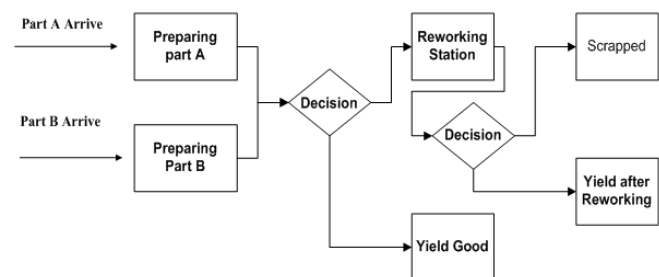 Part A Arrive
Preparing
part A
Part B Arrive
Preparing
Part B
Decision
Reworking
Station
Decision
Scrapped
Yield after
Reworking
Yield Good